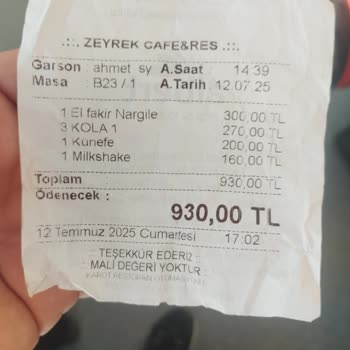 .::. ZEYREK CAFE&RES .::.
Garson : ahmet sy A.Saat 14:39
Masa : B23 / 1 A.Tarih 12.07.25
1 El fakir Nargile 300,00 TL
3 KOLA 1 270,00 TL
1 Künefe 200,00 TL
1 Milkshake 160,00 TL
Toplam 930,00 TL
Ödenecek :
930,00 TL
12 Temmuz 2025 Cumartesi 17:02
TEŞEKKÜR EDERİZ
MALİ DEĞERİ YOKTUR
KAROT RESTORAN OTOMASYONU